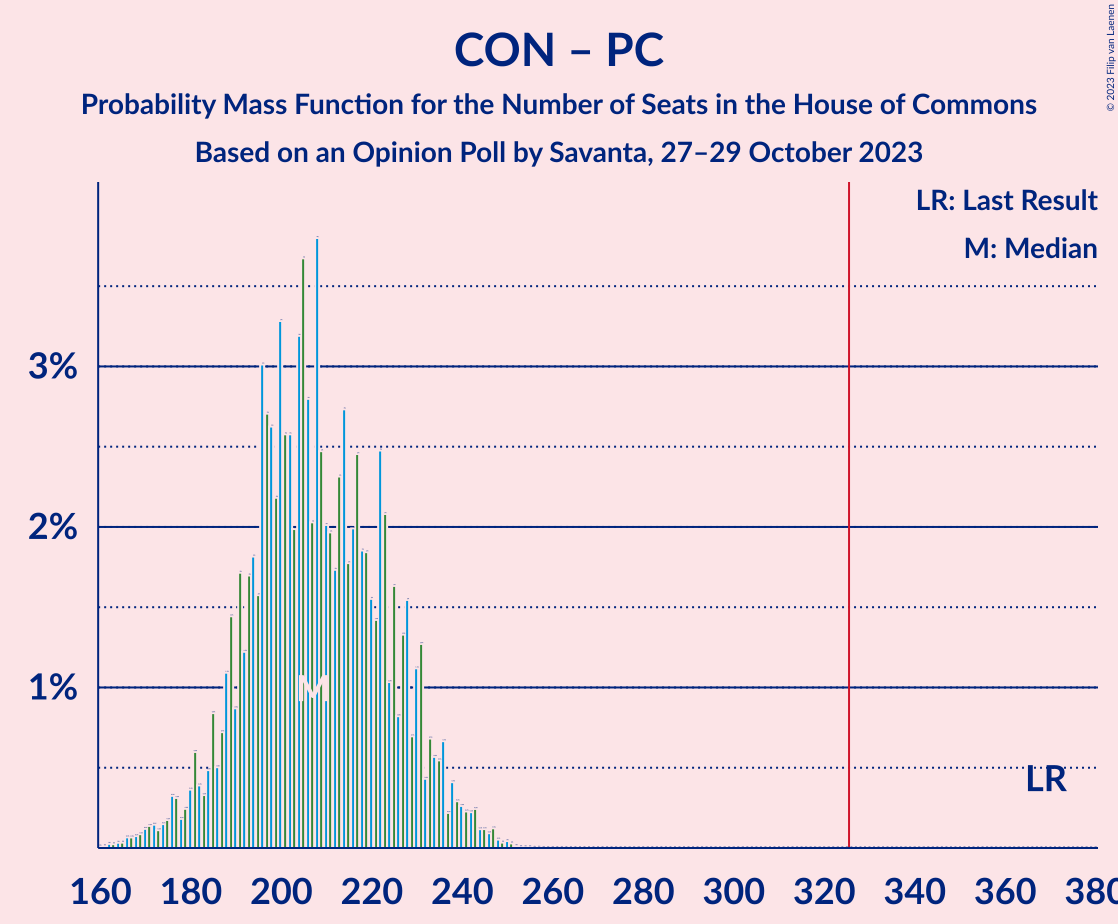 CON – PC
Probability Mass Function for the Number of Seats in the House of Commons
Based on an Opinion Poll by Savanta, 27–29 October 2023
© 2023 Filip van Laenen
LR: Last Result
M: Median
3%
2%
1%
M
LR
160 180 200 220 240 260 280 300 320 340 360 380